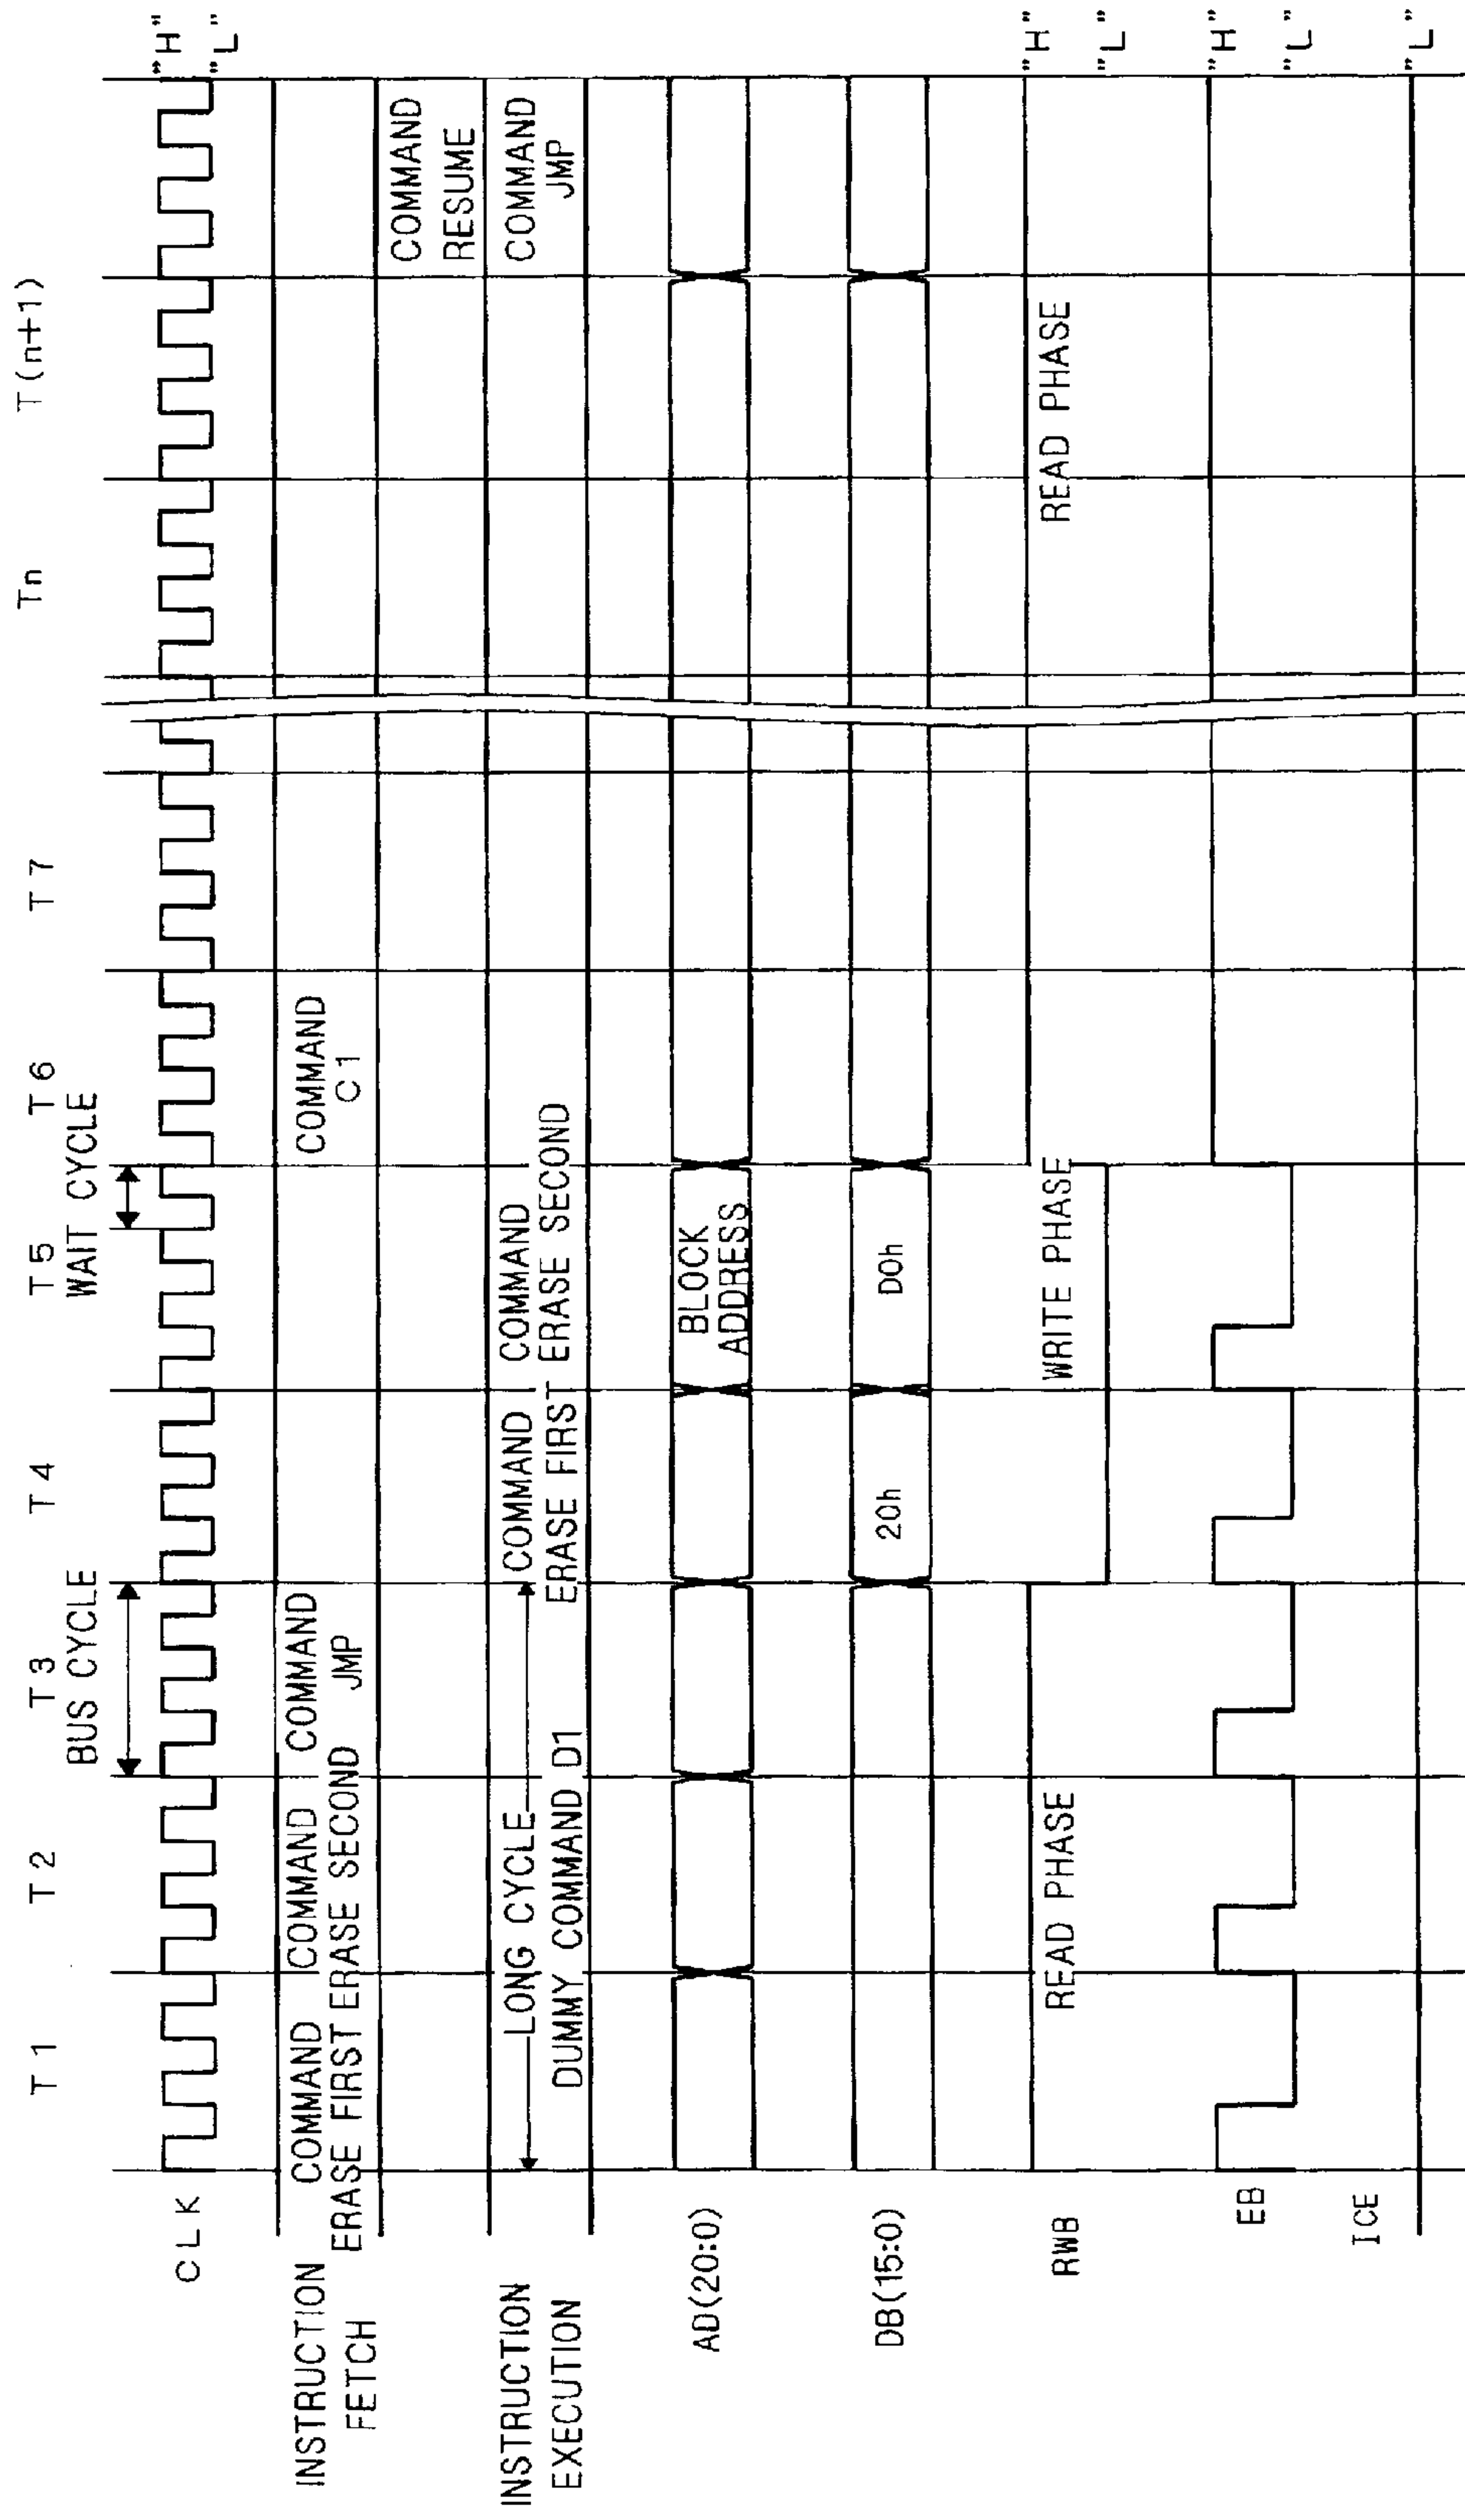 T1 T2 T3 T4 T5 T6 T7 Tn T(n+1)
BUS CYCLE WAIT CYCLE
CLK "H"
"L"
INSTRUCTION
FETCH
COMMAND
ERASE FIRST
COMMAND
ERASE SECOND
COMMAND
JMP
COMMAND
C1
COMMAND
RESUME
INSTRUCTION
EXECUTION
LONG CYCLE
DUMMY COMMAND D1
COMMAND
ERASE FIRST
COMMAND
ERASE SECOND
COMMAND
JMP
AD(20:0)
BLOCK
ADDRESS
DB(15:0)
20h
D0h
RWB
READ PHASE
WRITE PHASE
READ PHASE
"H"
"L"
EB
"H"
"L"
ICE
"L"